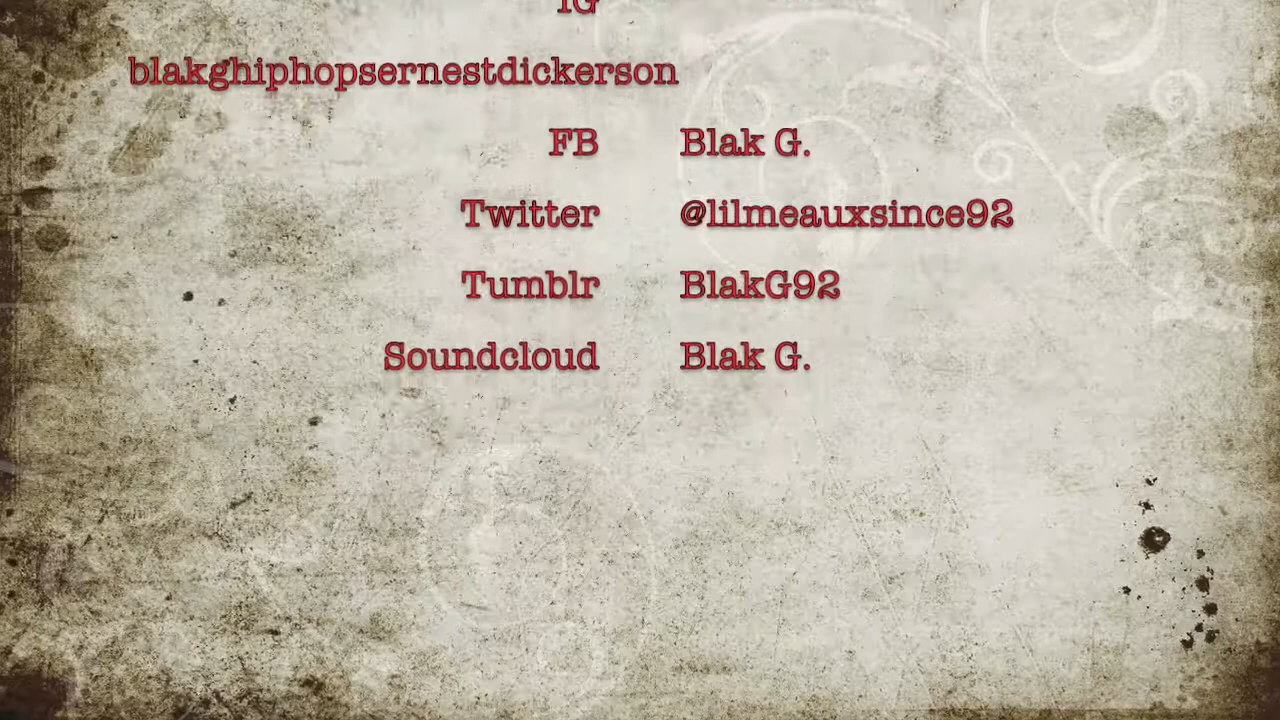 IG
blakghiphopsernestdickerson
FB Blak G.
Twitter @lilmeauxsince92
Tumblr BlakG92
Soundcloud Blak G.